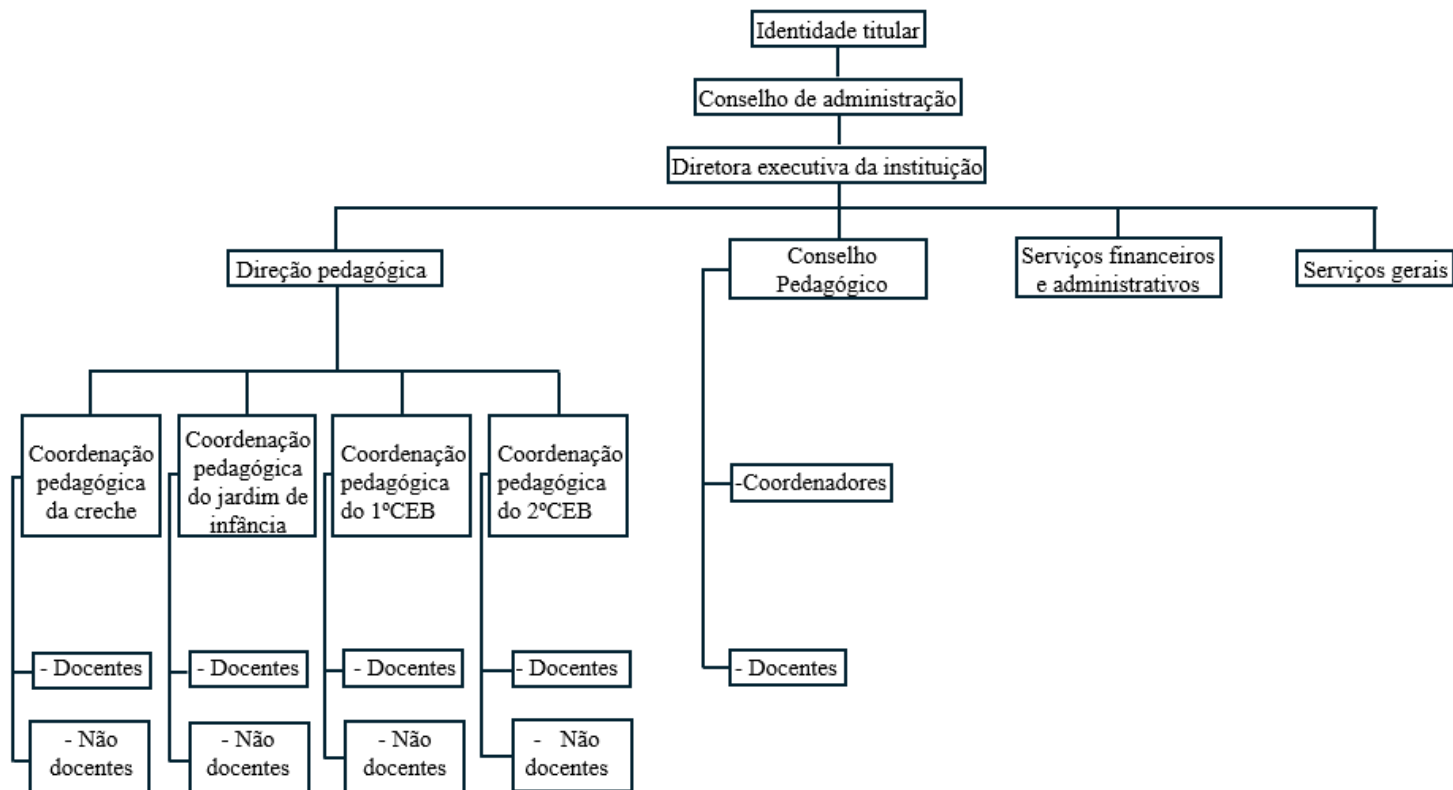 Identidade titular
Conselho de administração
Diretora executiva da instituição
Direção pedagógica
Conselho
Pedagógico
Serviços financeiros
e administrativos
Serviços gerais
Coordenação
pedagógica
da creche
Coordenação
pedagógica
do jardim de
infância
Coordenação
pedagógica
do 1ºCEB
Coordenação
pedagógica
do 2ºCEB
-Coordenadores
- Docentes
- Docentes
- Docentes
- Docentes
- Docentes
- Não
docentes
- Não
docentes
- Não
docentes
- Não
docentes